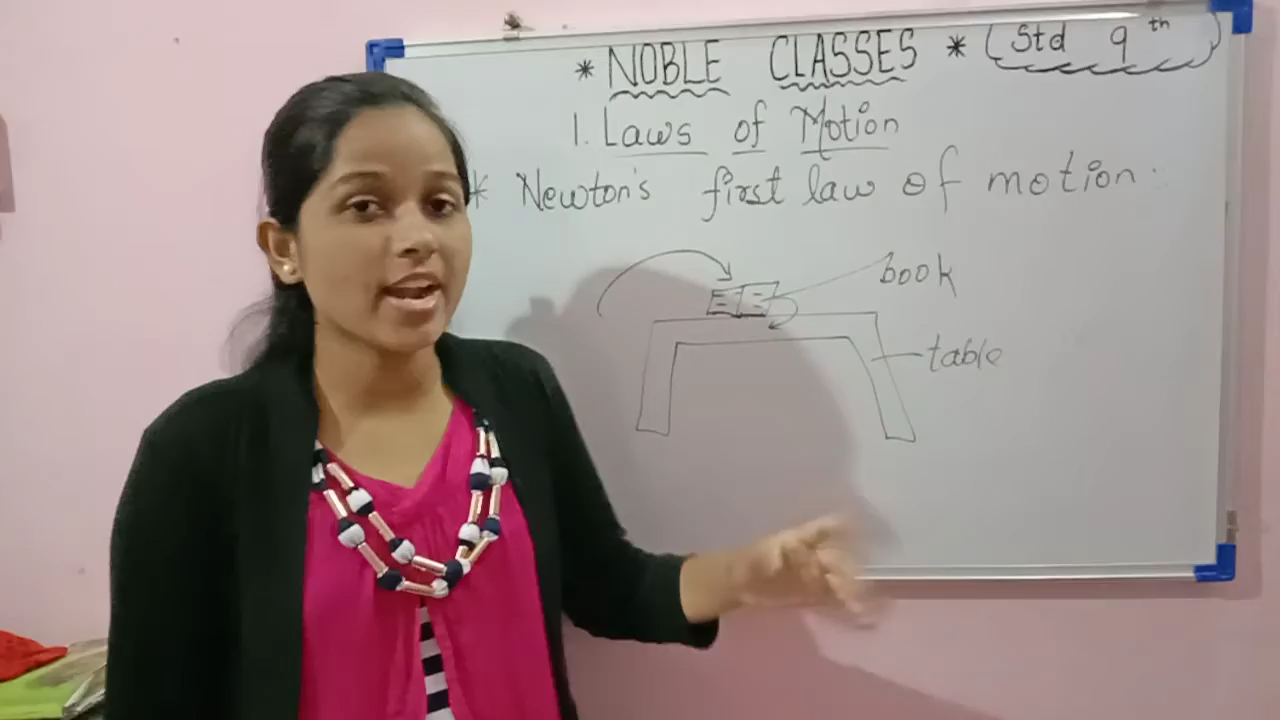 * NOBLE CLASSES * (Std 9th)
1. Laws of Motion
* Newton's first law of motion.
book
table